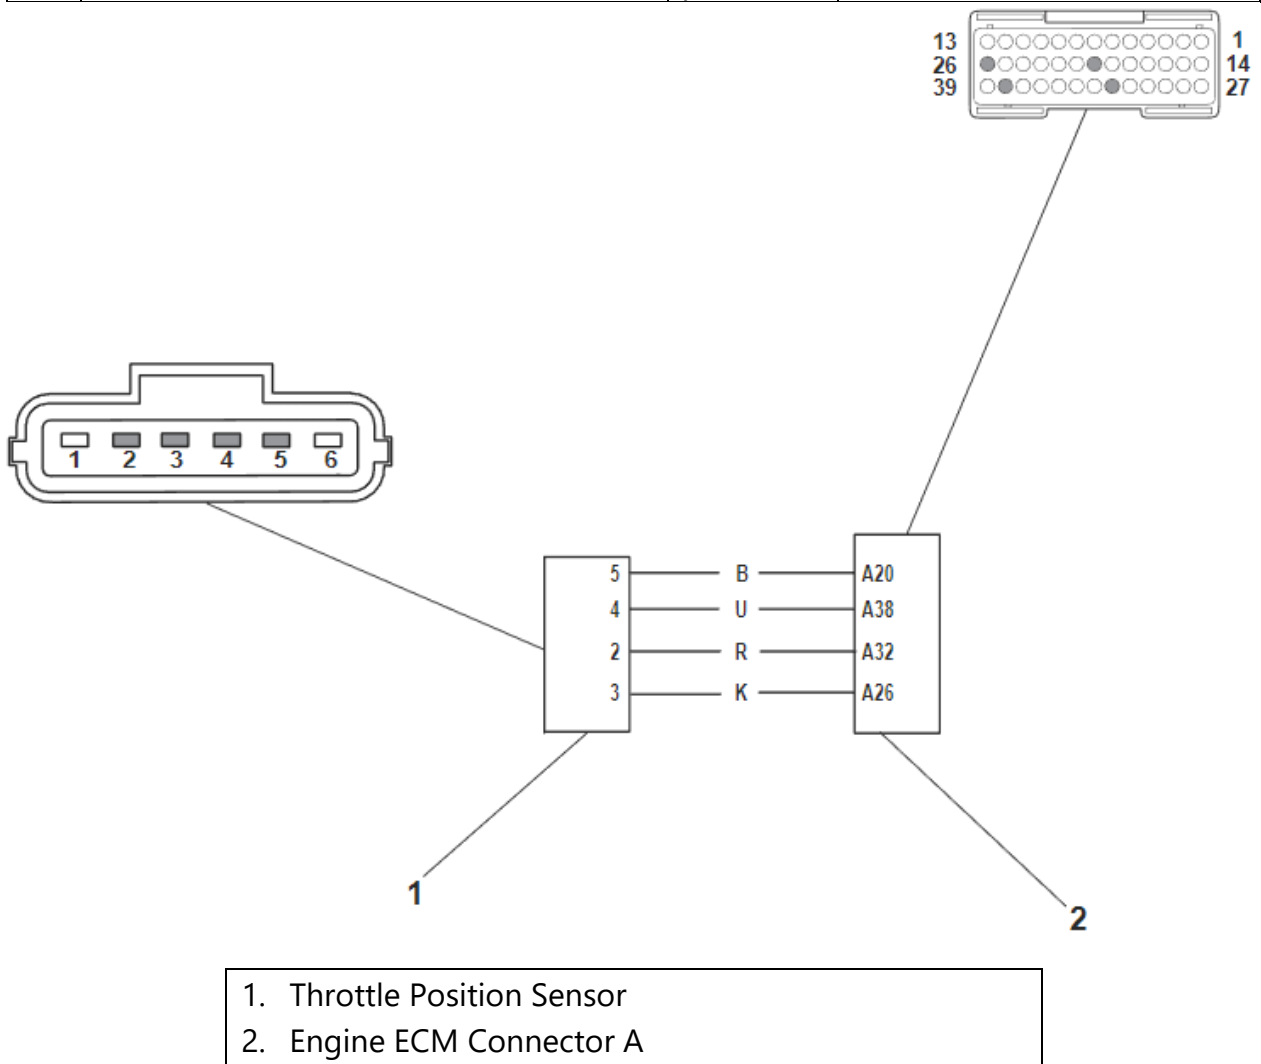 13 1
26 14
39 27
1 2 3 4 5 6
5 B A20
4 U A38
2 R A32
3 K A26
1
2
1. Throttle Position Sensor
2. Engine ECM Connector A